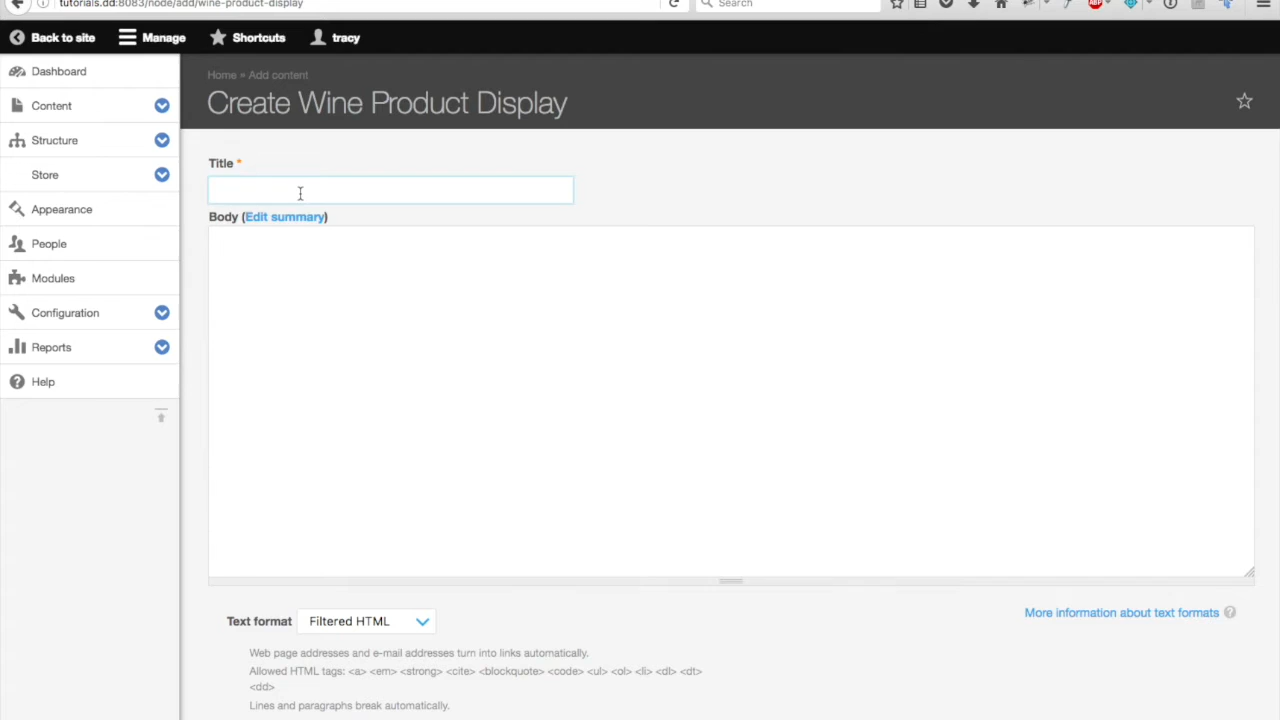 tutorials.dd:8083/node/add/wine-product-display
Search
ABP
Back to site
Manage
Shortcuts
tracy
Dashboard
Content
Structure
Store
Appearance
People
Modules
Configuration
Reports
Help
Home » Add content
Create Wine Product Display
Title *
Body (Edit summary)
Text format
Filtered HTML
More information about text formats
Web page addresses and e-mail addresses turn into links automatically.
Allowed HTML tags: <a> <em> <strong> <cite> <blockquote> <code> <ul> <ol> <li> <dl> <dt>
<dd>
Lines and paragraphs break automatically.